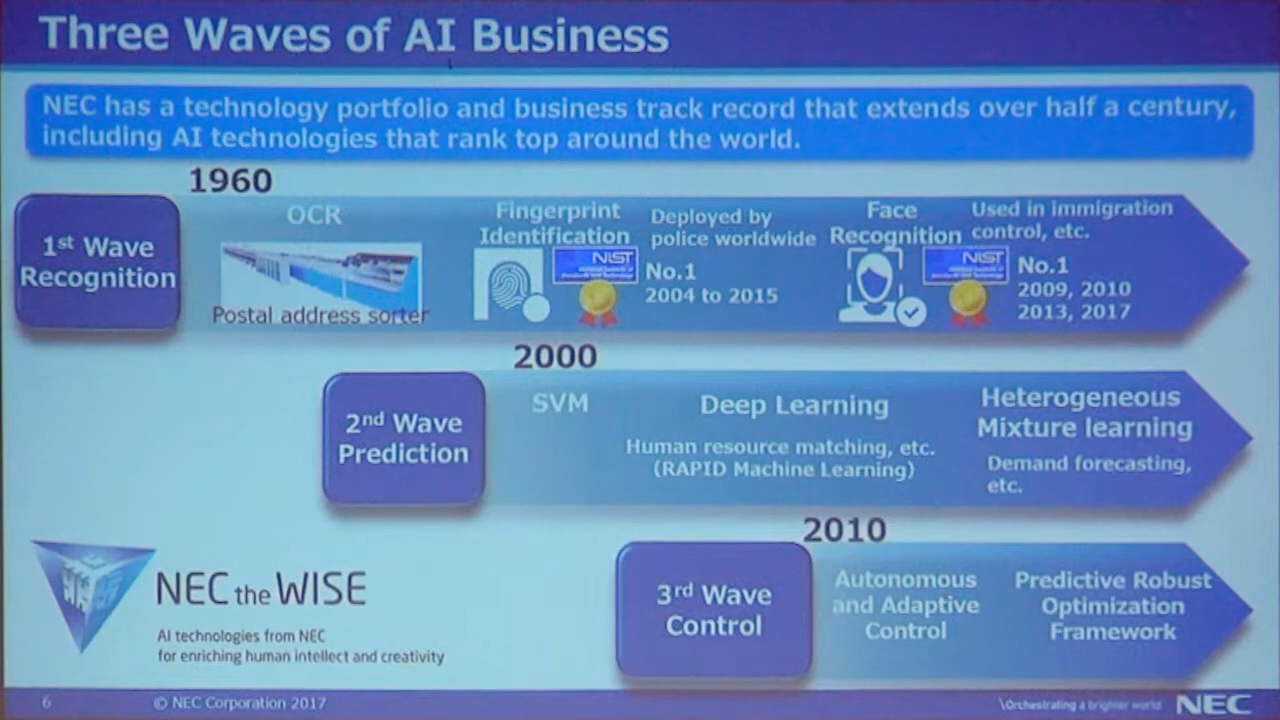 Three Waves of AI Business
NEC has a technology portfolio and business track record that extends over half a century,
including AI technologies that rank top around the world.
1960
1st Wave
Recognition
OCR
Postal address sorter
Fingerprint
Identification
NIST
Deployed by
police worldwide
No.1
2004 to 2015
Face
Recognition
NIST
Used in immigration
control, etc.
No.1
2009, 2010
2013, 2017
2000
2nd Wave
Prediction
SVM
Deep Learning
Human resource matching, etc.
(RAPID Machine Learning)
Heterogeneous
Mixture learning
Demand forecasting,
etc.
2010
3rd Wave
Control
Autonomous
and Adaptive
Control
Predictive Robust
Optimization
Framework
NEC the WISE
AI technologies from NEC
for enriching human intellect and creativity
6
© NEC Corporation 2017
\Orchestrating a brighter world
NEC